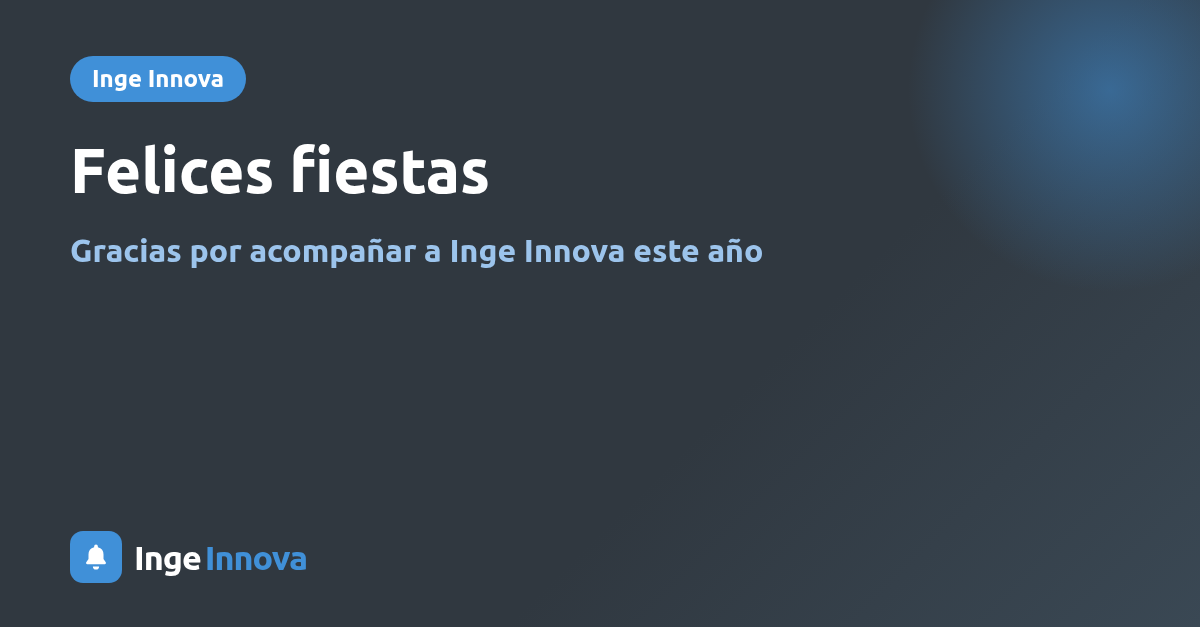 Inge Innova
Felices fiestas
Gracias por acompañar a Inge Innova este año
Inge Innova